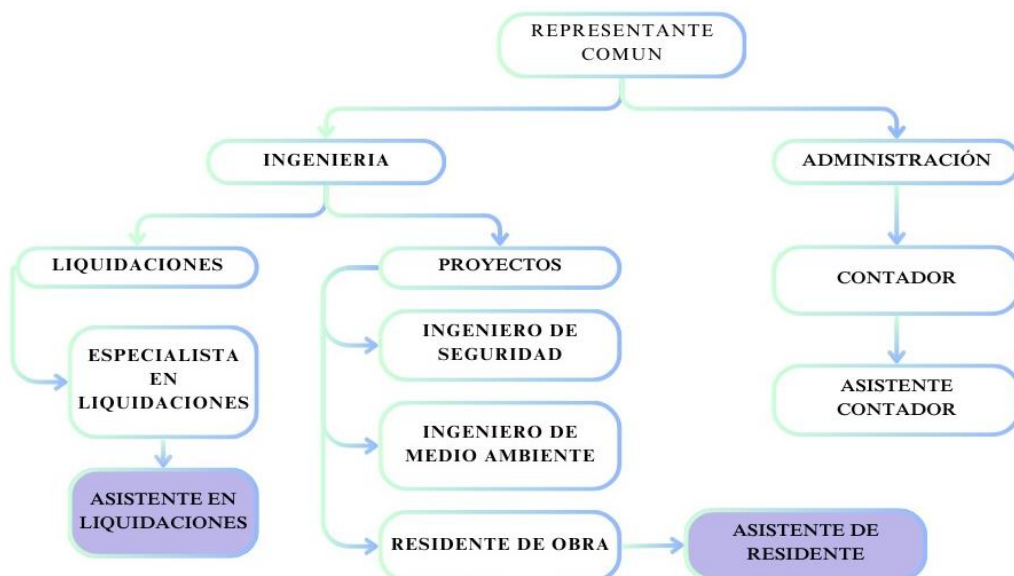 REPRESENTANTE
COMUN
INGENIERIA
ADMINISTRACIÓN
LIQUIDACIONES
PROYECTOS
CONTADOR
INGENIERO DE
SEGURIDAD
ESPECIALISTA
EN
LIQUIDACIONES
ASISTENTE
CONTADOR
INGENIERO DE
MEDIO AMBIENTE
ASISTENTE EN
LIQUIDACIONES
RESIDENTE DE OBRA
ASISTENTE DE
RESIDENTE